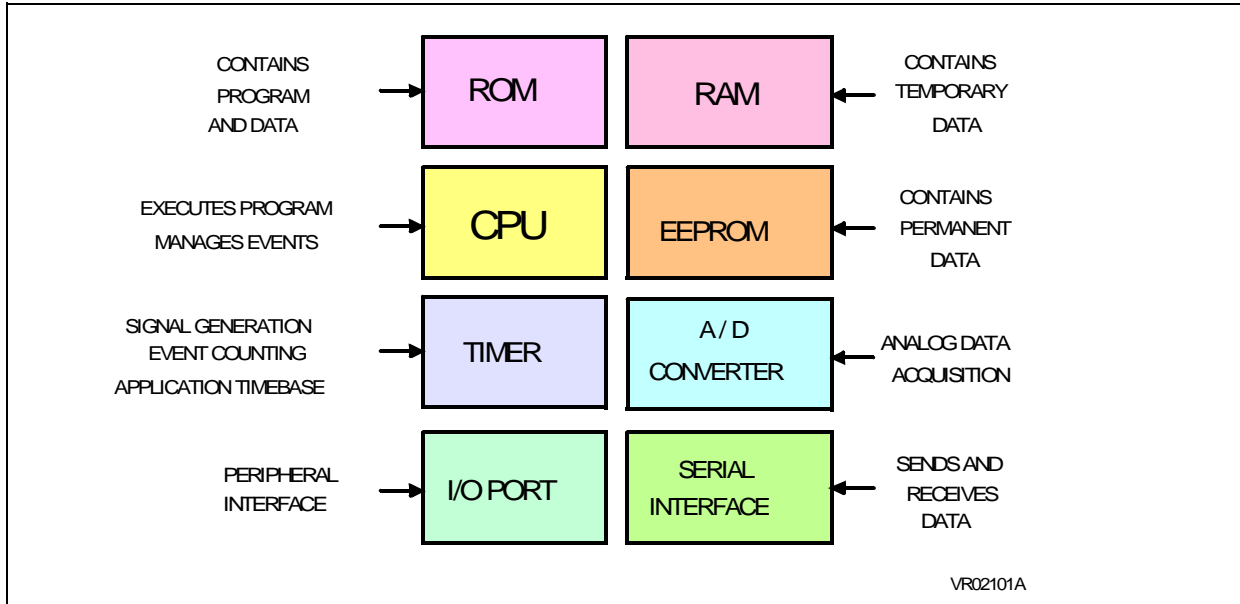 CONTAINS
PROGRAM
AND DATA
ROM
RAM
CONTAINS
TEMPORARY
DATA
EXECUTES PROGRAM
MANAGES EVENTS
CPU
EEPROM
CONTAINS
PERMANENT
DATA
SIGNAL GENERATION
EVENT COUNTING
APPLICATION TIMEBASE
TIMER
A / D
CONVERTER
ANALOG DATA
ACQUISITION
PERIPHERAL
INTERFACE
I/O PORT
SERIAL
INTERFACE
SENDS AND
RECEIVES
DATA
VR02101A